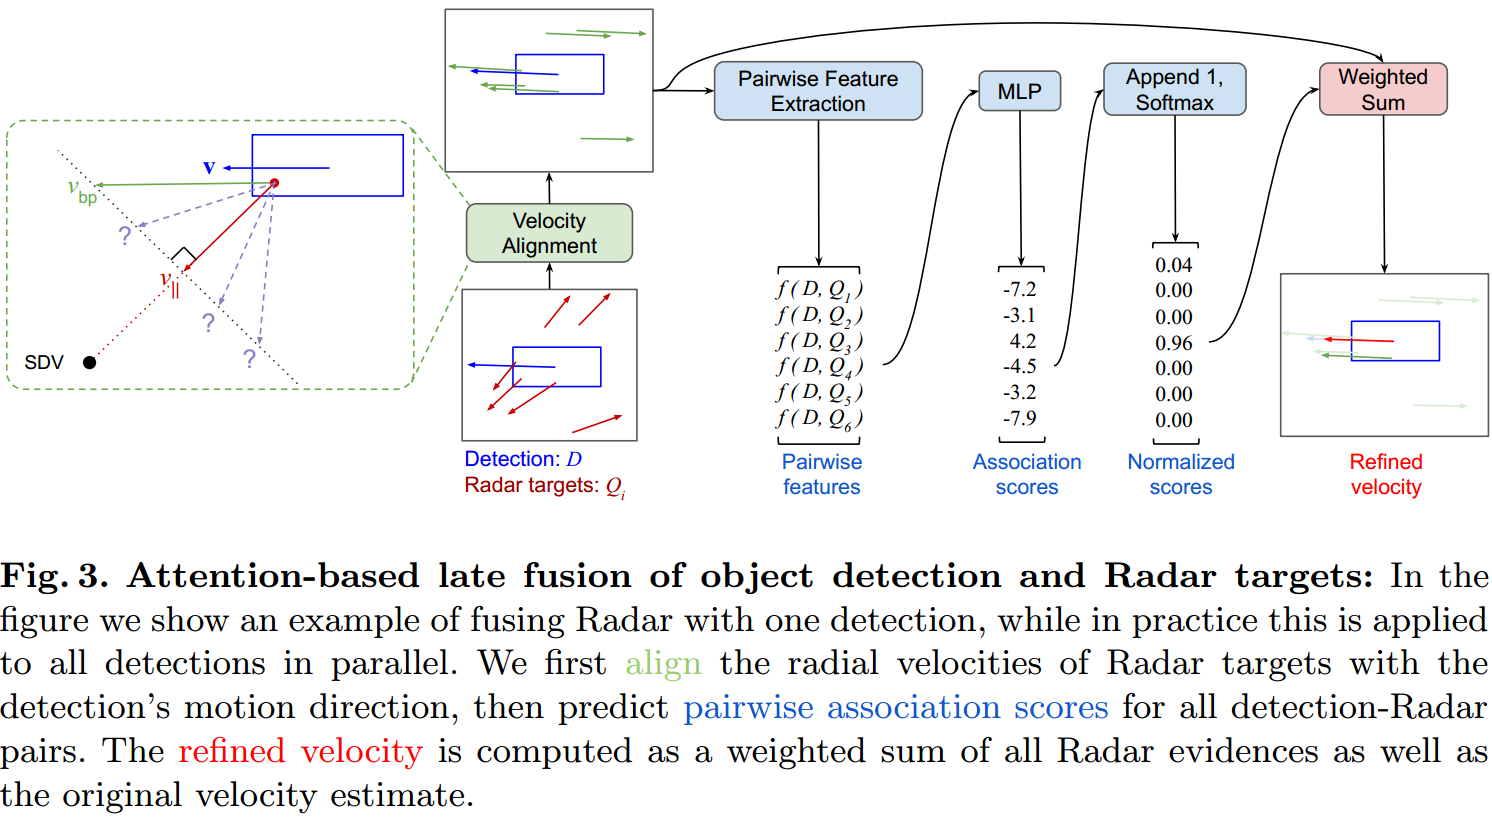 Pairwise Feature
Extraction
MLP
Append 1,
Softmax
Weighted
Sum
v
v_bp
?
v_||
?
?
SDV
Velocity
Alignment
Detection: D
Radar targets: Q_i
f ( D, Q_1 )
f ( D, Q_2 )
f ( D, Q_3 )
f ( D, Q_4 )
f ( D, Q_5 )
f ( D, Q_6 )
Pairwise
features
-7.2
-3.1
4.2
-4.5
-3.2
-7.9
Association
scores
0.04
0.00
0.00
0.96
0.00
0.00
0.00
Normalized
scores
Refined
velocity
Fig. 3. Attention-based late fusion of object detection and Radar targets: In the
figure we show an example of fusing Radar with one detection, while in practice this is applied
to all detections in parallel. We first align the radial velocities of Radar targets with the
detection's motion direction, then predict pairwise association scores for all detection-Radar
pairs. The refined velocity is computed as a weighted sum of all Radar evidences as well as
the original velocity estimate.